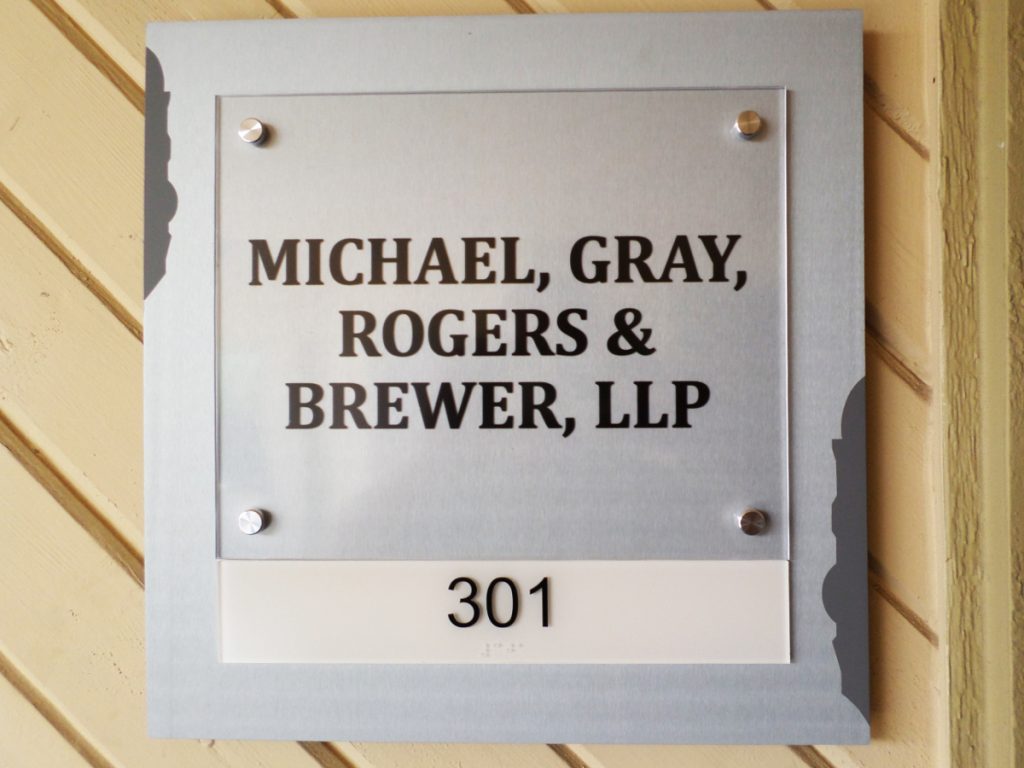 MICHAEL, GRAY,
ROGERS &
BREWER, LLP
301